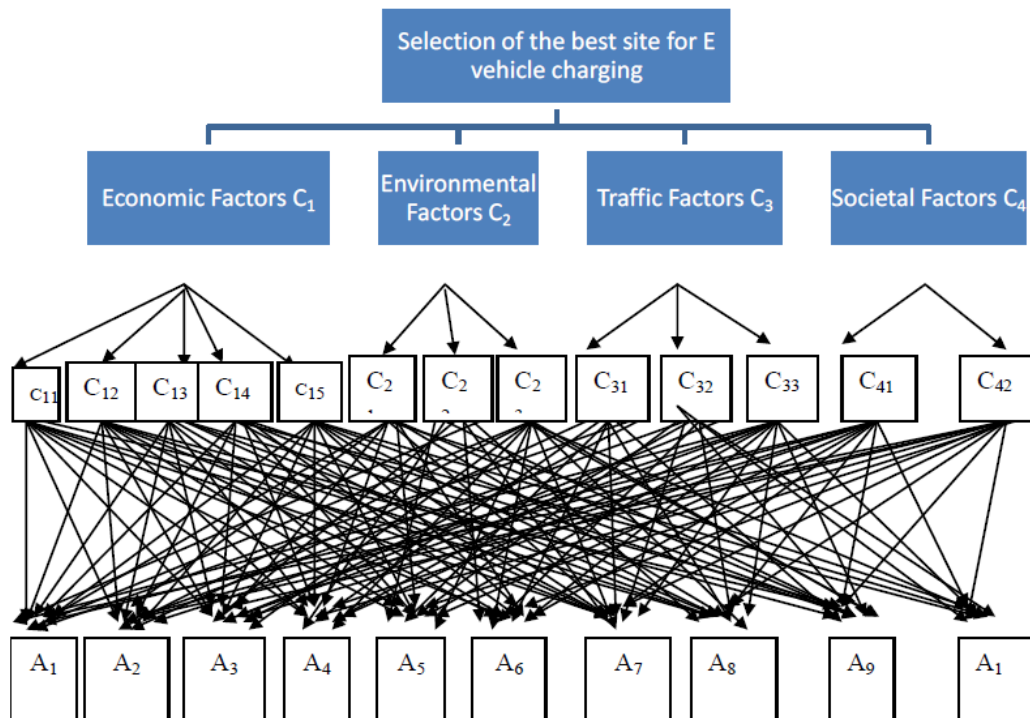 Selection of the best site for E
vehicle charging
Economic Factors C₁
Environmental
Factors C₂
Traffic Factors C₃
Societal Factors C₄
C₁₁ C₁₂ C₁₃ C₁₄ C₁₅ C₂ C₂ C₂ C₃₁ C₃₂ C₃₃ C₄₁ C₄₂
A₁ A₂ A₃ A₄ A₅ A₆ A₇ A₈ A₉ A₁